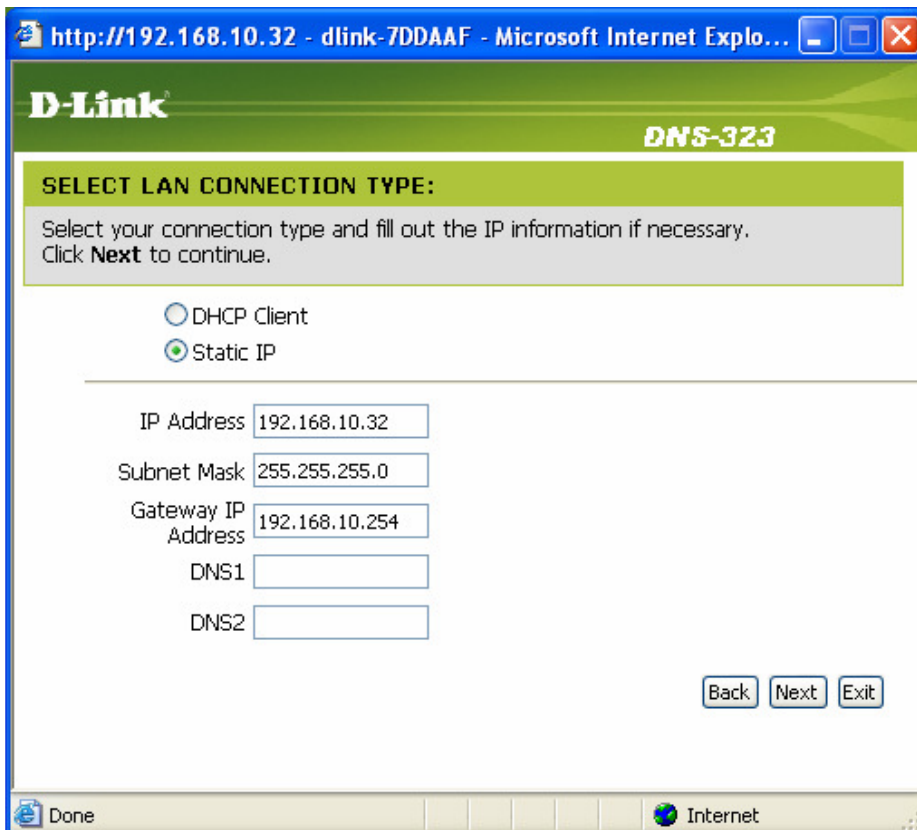 http://192.168.10.32 - dlink-7DDAAF - Microsoft Internet Explo...
D-Link
DNS-323
SELECT LAN CONNECTION TYPE:
Select your connection type and fill out the IP information if necessary.
Click Next to continue.
DHCP Client
Static IP
IP Address 192.168.10.32
Subnet Mask 255.255.255.0
Gateway IP
Address 192.168.10.254
DNS1
DNS2
Back Next Exit
Done Internet